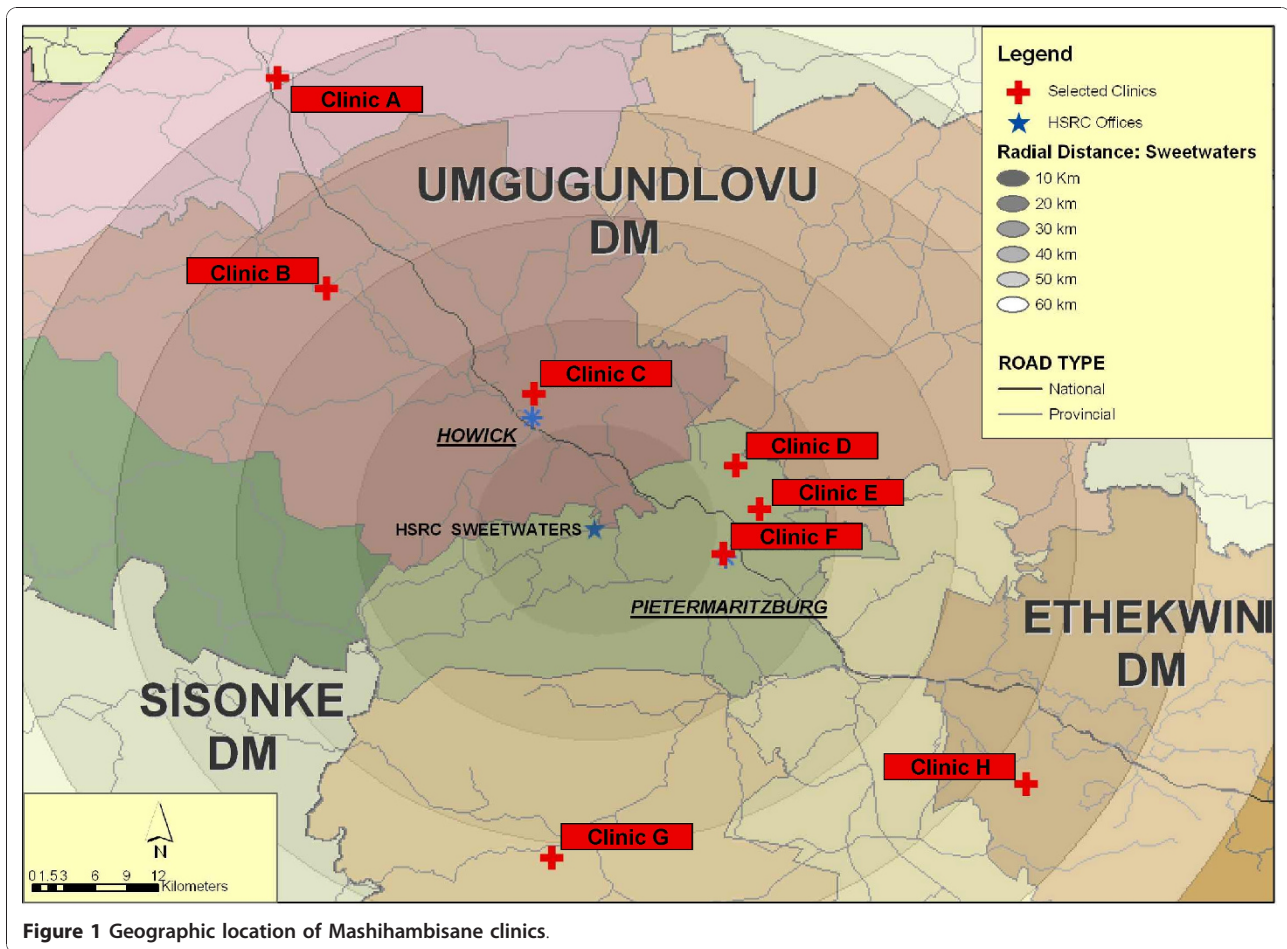 Clinic A
UMGUGUNDLOVU
DM
Clinic B
Clinic C
HOWICK
Clinic D
Clinic E
HSRC SWEETWATERS
Clinic F
PIETERMARITZBURG
ETHEKWINI
DM
SISONKE
DM
Clinic H
Clinic G
Legend
Selected Clinics
HSRC Offices
Radial Distance: Sweetwaters
10 Km
20 km
30 km
40 km
50 km
60 km
ROAD TYPE
National
Provincial
N
0 1.5 3 6 9 12
Kilometers
Figure 1 Geographic location of Mashihambisane clinics.